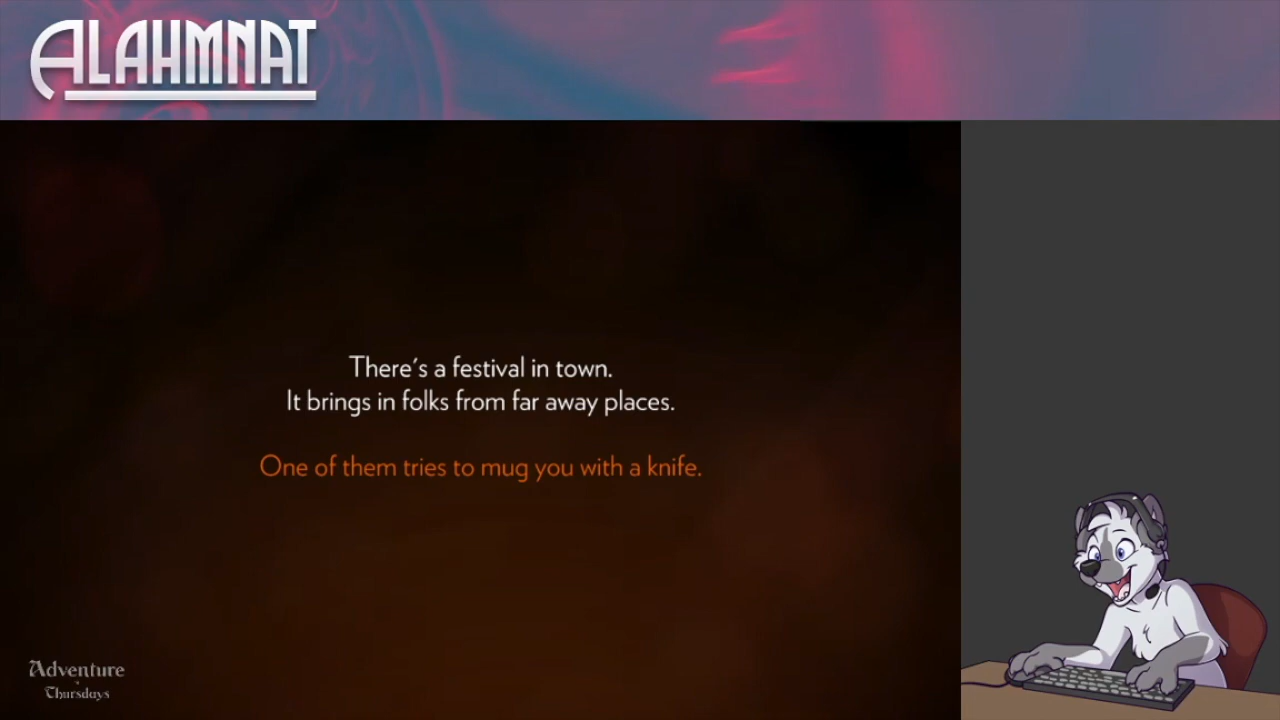 ALAHMNAT
There's a festival in town.
It brings in folks from far away places.
One of them tries to mug you with a knife.
Adventure
Thursdays